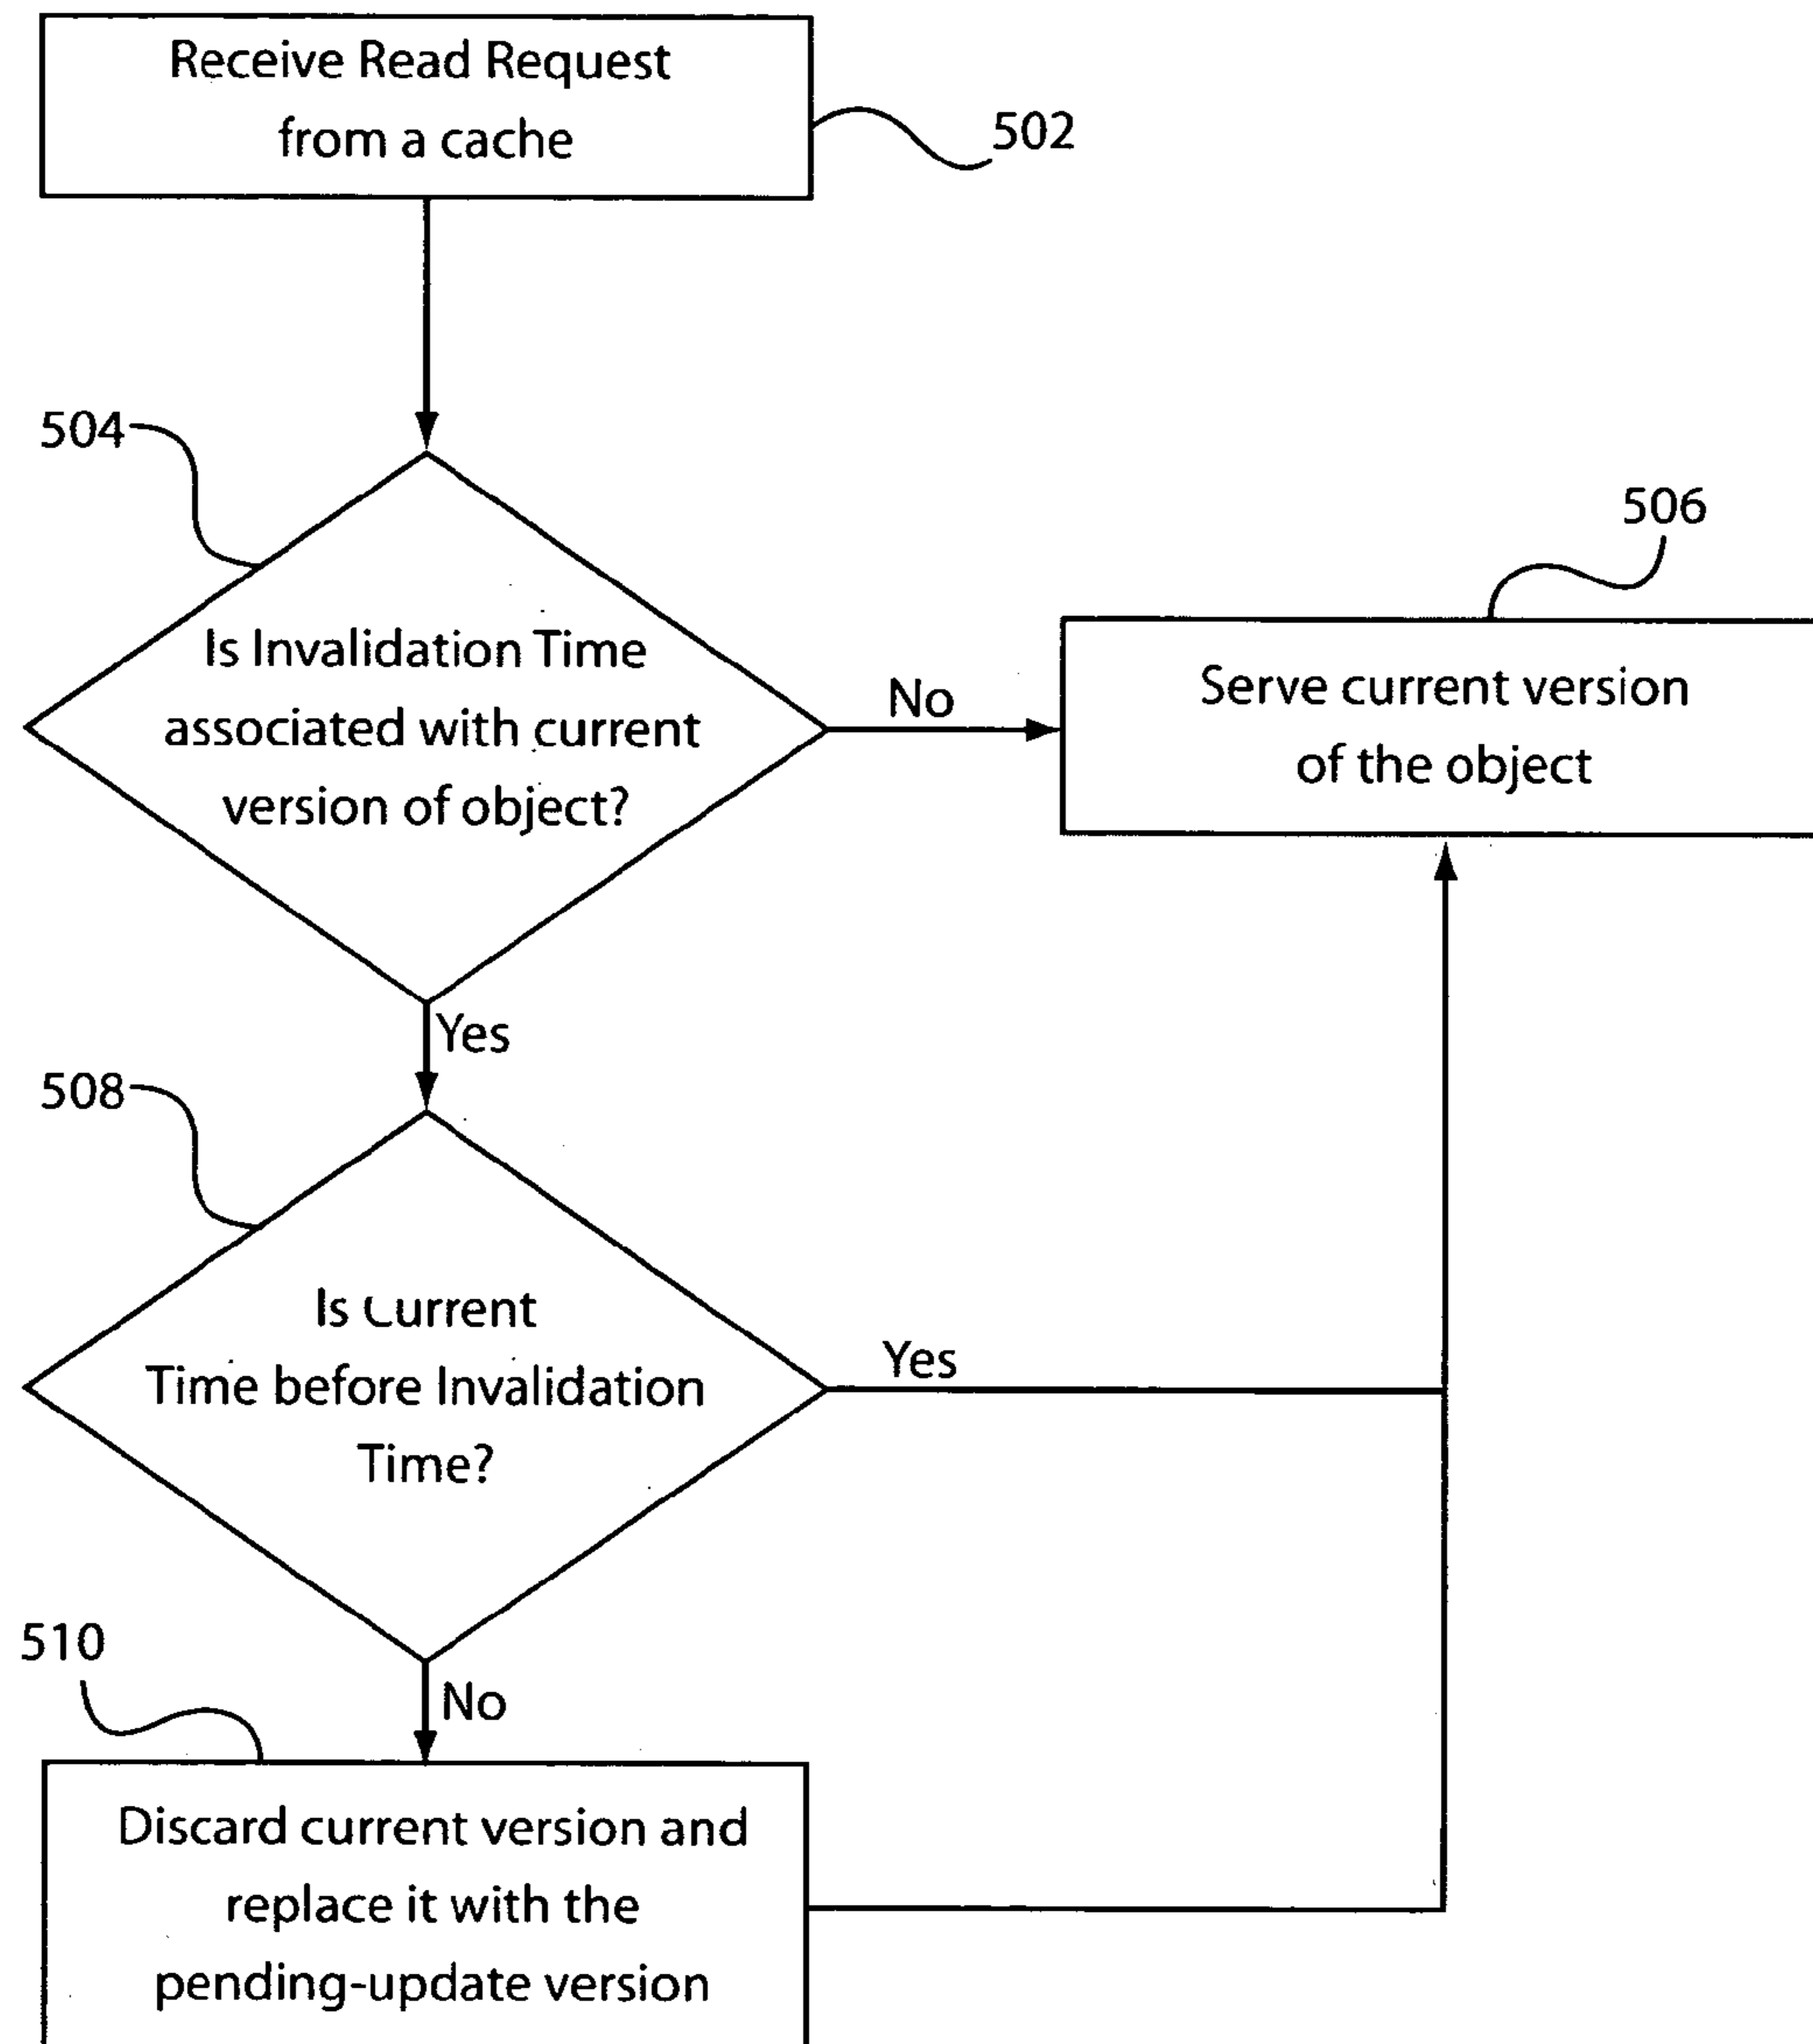 Receive Read Request
from a cache
502
504
Is Invalidation Time
associated with current
version of object?
No
506
Serve current version
of the object
Yes
508
Is Current
Time before Invalidation
Time?
Yes
510
No
Discard current version and
replace it with the
pending-update version